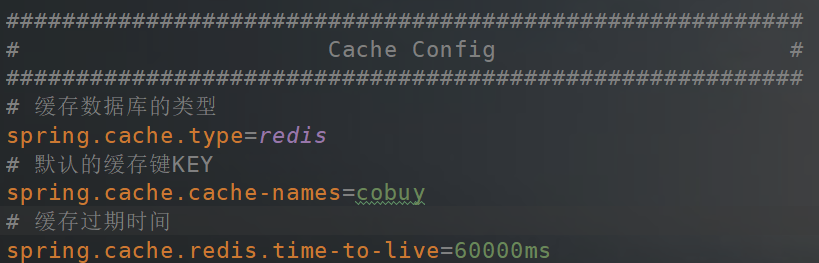 #########################################################
# Cache Config #
#########################################################
# 缓存数据库的类型
spring.cache.type=redis
# 默认的缓存键KEY
spring.cache.cache-names=cobuy
# 缓存过期时间
spring.cache.redis.time-to-live=60000ms